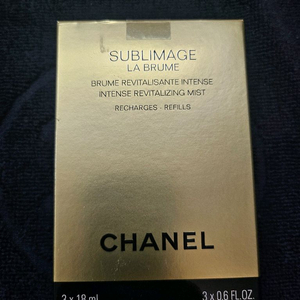 SUBLIMAGE
LA BRUME
BRUME REVITALISANTE INTENSE
INTENSE REVITALIZING MIST
RECHARGES - REFILLS
CHANEL
3 x 18 ml 3 x 0.6 FL.OZ.